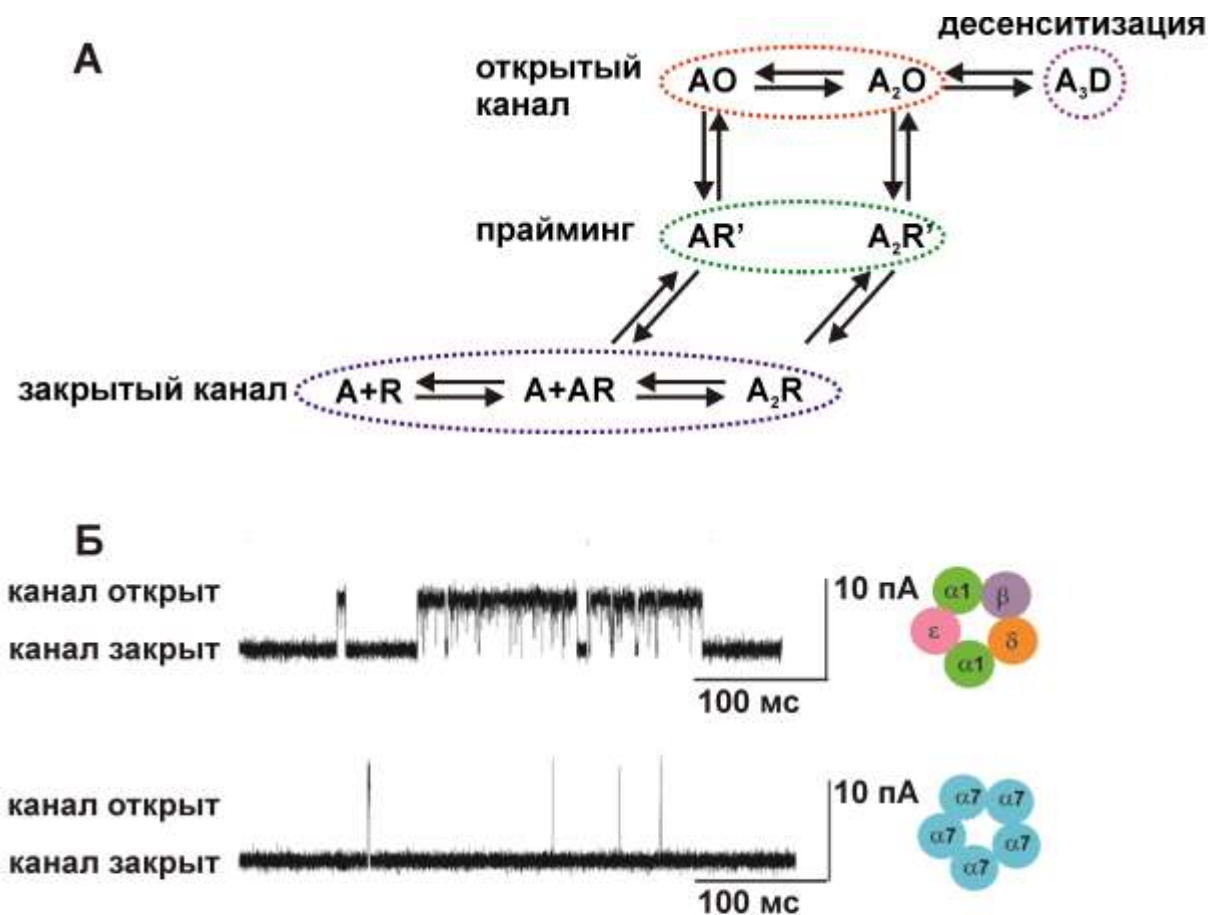 десенситизация
А
открытый
канал
AO
A₂O
A₃D
прайминг
AR’
A₂R’
закрытый канал
A+R
A+AR
A₂R
Б
канал открыт
канал закрыт
10 пА
100 мс
α1
β
ε
δ
α1
канал открыт
канал закрыт
10 пА
100 мс
α7
α7
α7
α7
α7